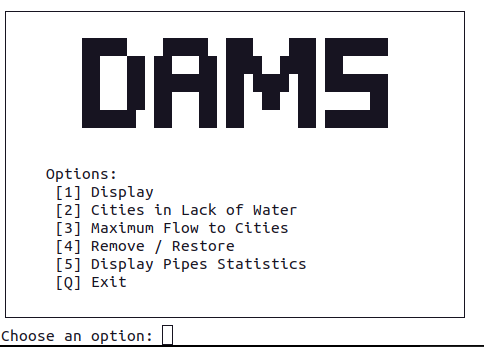 DAMS
Options:
[1] Display
[2] Cities in Lack of Water
[3] Maximum Flow to Cities
[4] Remove / Restore
[5] Display Pipes Statistics
[Q] Exit
Choose an option: